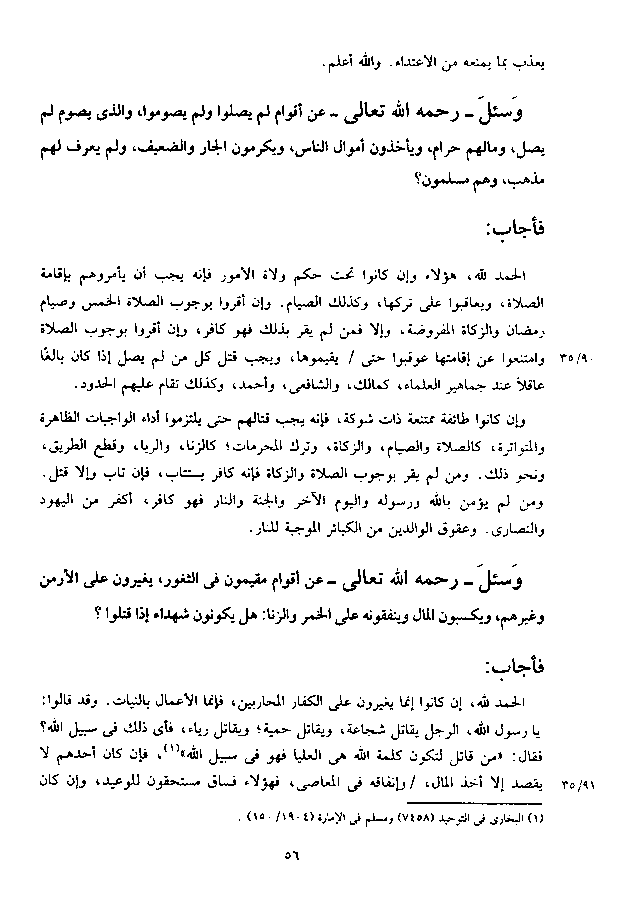 يعذب بما يمنعه من الاعتداء. والله أعلم.
وَسئلَ ـ رحمه الله تعالى ـ عن أقوام لم يصلوا ولم يصوموا، والذى يصوم لم
يصل، ومالهم حرام، ويأخذون أموال الناس، ويكرمون الجار والضعيف، ولم يعرف لهم
مذهب، وهم مسلمون؟
فأجاب:
الحمد لله، هؤلاء وإن كانوا تحت حكم ولاة الأمور فإنه يجب أن يأمروهم بإقامة
الصلاة، ويعاقبوا على تركها، وكذلك الصيام. وإن أقروا بوجوب الصلاة الخمس وصيام
رمضان والزكاة المفروضة، وإلا فمن لم يقر بذلك فهو كافر، وإن أقروا بوجوب الصلاة
وامتنعوا عن إقامتها عوقبوا حتى / يقيموها، ويجب قتل كل من لم يصل إذا كان بالغًا ٣٥/٩٠
عاقلاً عند جماهير العلماء، كمالك، والشافعى، وأحمد، وكذلك تقام عليهم الحدود.
وإن كانوا طائفة ممتنعة ذات شوكة، فإنه يجب قتالهم حتى يلتزموا أداء الواجبات الظاهرة
والمتواترة، كالصلاة والصيام، والزكاة، وترك المحرمات؛ كالزنا، والربا، وقطع الطريق،
ونحو ذلك. ومن لم يقر بوجوب الصلاة والزكاة فإنه كافر يستتاب، فإن تاب وإلا قتل.
ومن لم يؤمن بالله ورسوله واليوم الآخر والجنة والنار فهو كافر، أكفر من اليهود
والنصارى. وعقوق الوالدين من الكبائر الموجبة للنار.
وَسئلَ ـ رحمه الله تعالى ـ عن أقوام مقيمون فى الثغور، يغيرون على الأرمن
وغيرهم، ويكسبون المال وينفقونه على الخمر والزنا: هل يكونون شهداء إذا قتلوا ؟
فأجاب:
الحمد لله، إن كانوا إنما يغيرون على الكفار المحاربين، فإنما الأعمال بالنيات. وقد قالوا:
يا رسول الله، الرجل يقاتل شجاعة، ويقاتل حمية؛ ويقاتل رياء، فأى ذلك فى سبيل الله؟
فقال: «من قاتل لتكون كلمة الله هى العليا فهو فى سبيل الله»(١)، فإن كان أحدهم لا
يقصد إلا أخذ المال، / وإنفاقه فى المعاصى، فهؤلاء فساق مستحقون للوعيد، وإن كان ٣٥/٩١
(١) البخارى فى التوحيد (٧٤٥٨) ومسلم فى الإمارة (١٩٠٤/ ١٥٠) .
٥٦